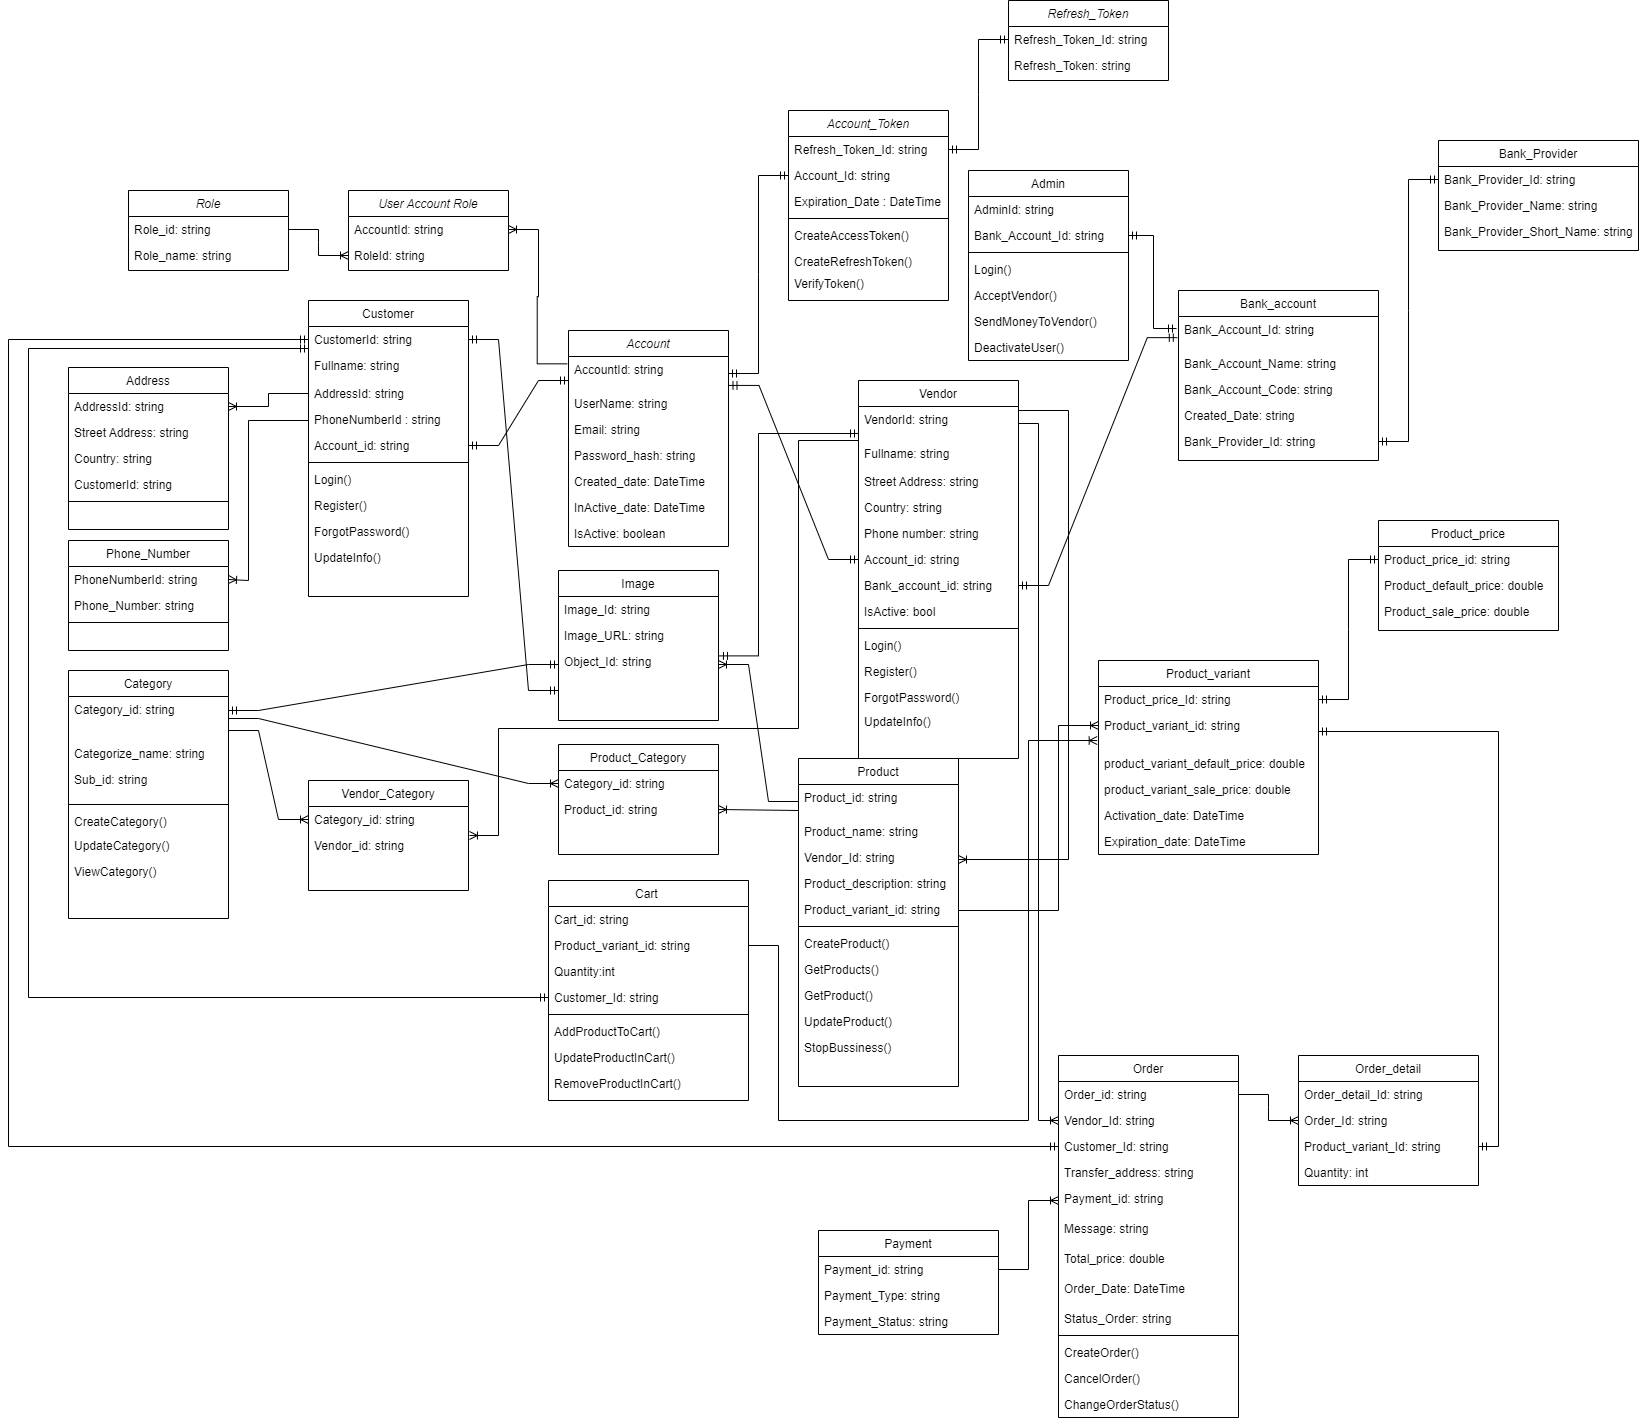 Refresh_Token
Refresh_Token_Id: string
Refresh_Token: string
Account_Token
Refresh_Token_Id: string
Account_Id: string
Expiration_Date : DateTime
CreateAccessToken()
CreateRefreshToken()
VerifyToken()
Bank_Provider
Bank_Provider_Id: string
Bank_Provider_Name: string
Bank_Provider_Short_Name: string
Admin
AdminId: string
Bank_Account_Id: string
Login()
AcceptVendor()
SendMoneyToVendor()
DeactivateUser()
Role
Role_id: string
Role_name: string
User Account Role
AccountId: string
RoleId: string
Bank_account
Bank_Account_Id: string
Bank_Account_Name: string
Bank_Account_Code: string
Created_Date: string
Bank_Provider_Id: string
Customer
CustomerId: string
Fullname: string
AddressId: string
PhoneNumberId : string
Account_id: string
Login()
Register()
ForgotPassword()
UpdateInfo()
Account
AccountId: string
UserName: string
Email: string
Password_hash: string
Created_date: DateTime
InActive_date: DateTime
IsActive: boolean
Address
AddressId: string
Street Address: string
Country: string
CustomerId: string
Vendor
VendorId: string
Fullname: string
Street Address: string
Country: string
Phone number: string
Account_id: string
Bank_account_id: string
IsActive: bool
Login()
Register()
ForgotPassword()
UpdateInfo()
Phone_Number
PhoneNumberId: string
Phone_Number: string
Product_price
Product_price_id: string
Product_default_price: double
Product_sale_price: double
Image
Image_Id: string
Image_URL: string
Object_Id: string
Product_variant
Product_price_Id: string
Product_variant_id: string
product_variant_default_price: double
product_variant_sale_price: double
Activation_date: DateTime
Expiration_date: DateTime
Category
Category_id: string
Categorize_name: string
Sub_id: string
CreateCategory()
UpdateCategory()
ViewCategory()
Product_Category
Category_id: string
Product_id: string
Product
Product_id: string
Product_name: string
Vendor_Id: string
Product_description: string
Product_variant_id: string
CreateProduct()
GetProducts()
GetProduct()
UpdateProduct()
StopBussiness()
Vendor_Category
Category_id: string
Vendor_id: string
Cart
Cart_id: string
Product_variant_id: string
Quantity:int
Customer_Id: string
AddProductToCart()
UpdateProductInCart()
RemoveProductInCart()
Order
Order_id: string
Vendor_Id: string
Customer_Id: string
Transfer_address: string
Payment_id: string
Message: string
Total_price: double
Order_Date: DateTime
Status_Order: string
CreateOrder()
CancelOrder()
ChangeOrderStatus()
Order_detail
Order_detail_Id: string
Order_Id: string
Product_variant_Id: string
Quantity: int
Payment
Payment_id: string
Payment_Type: string
Payment_Status: string